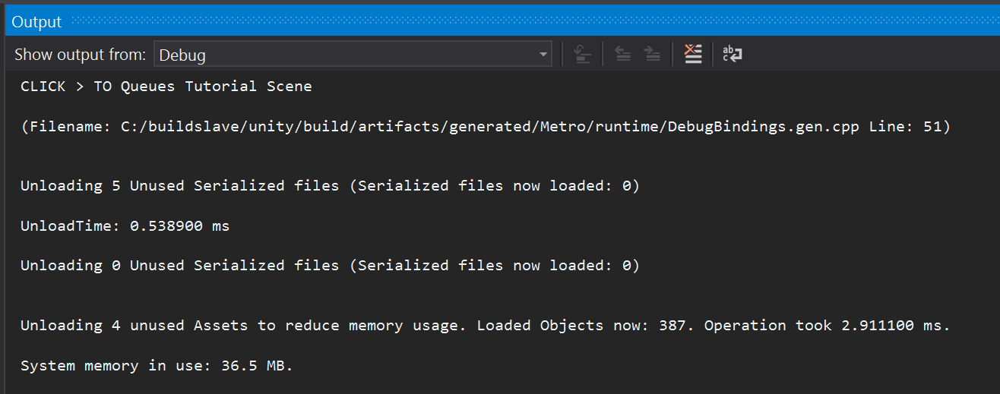 Output
Show output from: Debug
CLICK > TO Queues Tutorial Scene
(Filename: C:/buildslave/unity/build/artifacts/generated/Metro/runtime/DebugBindings.gen.cpp Line: 51)
Unloading 5 Unused Serialized files (Serialized files now loaded: 0)
UnloadTime: 0.538900 ms
Unloading 0 Unused Serialized files (Serialized files now loaded: 0)
Unloading 4 unused Assets to reduce memory usage. Loaded Objects now: 387. Operation took 2.911100 ms.
System memory in use: 36.5 MB.